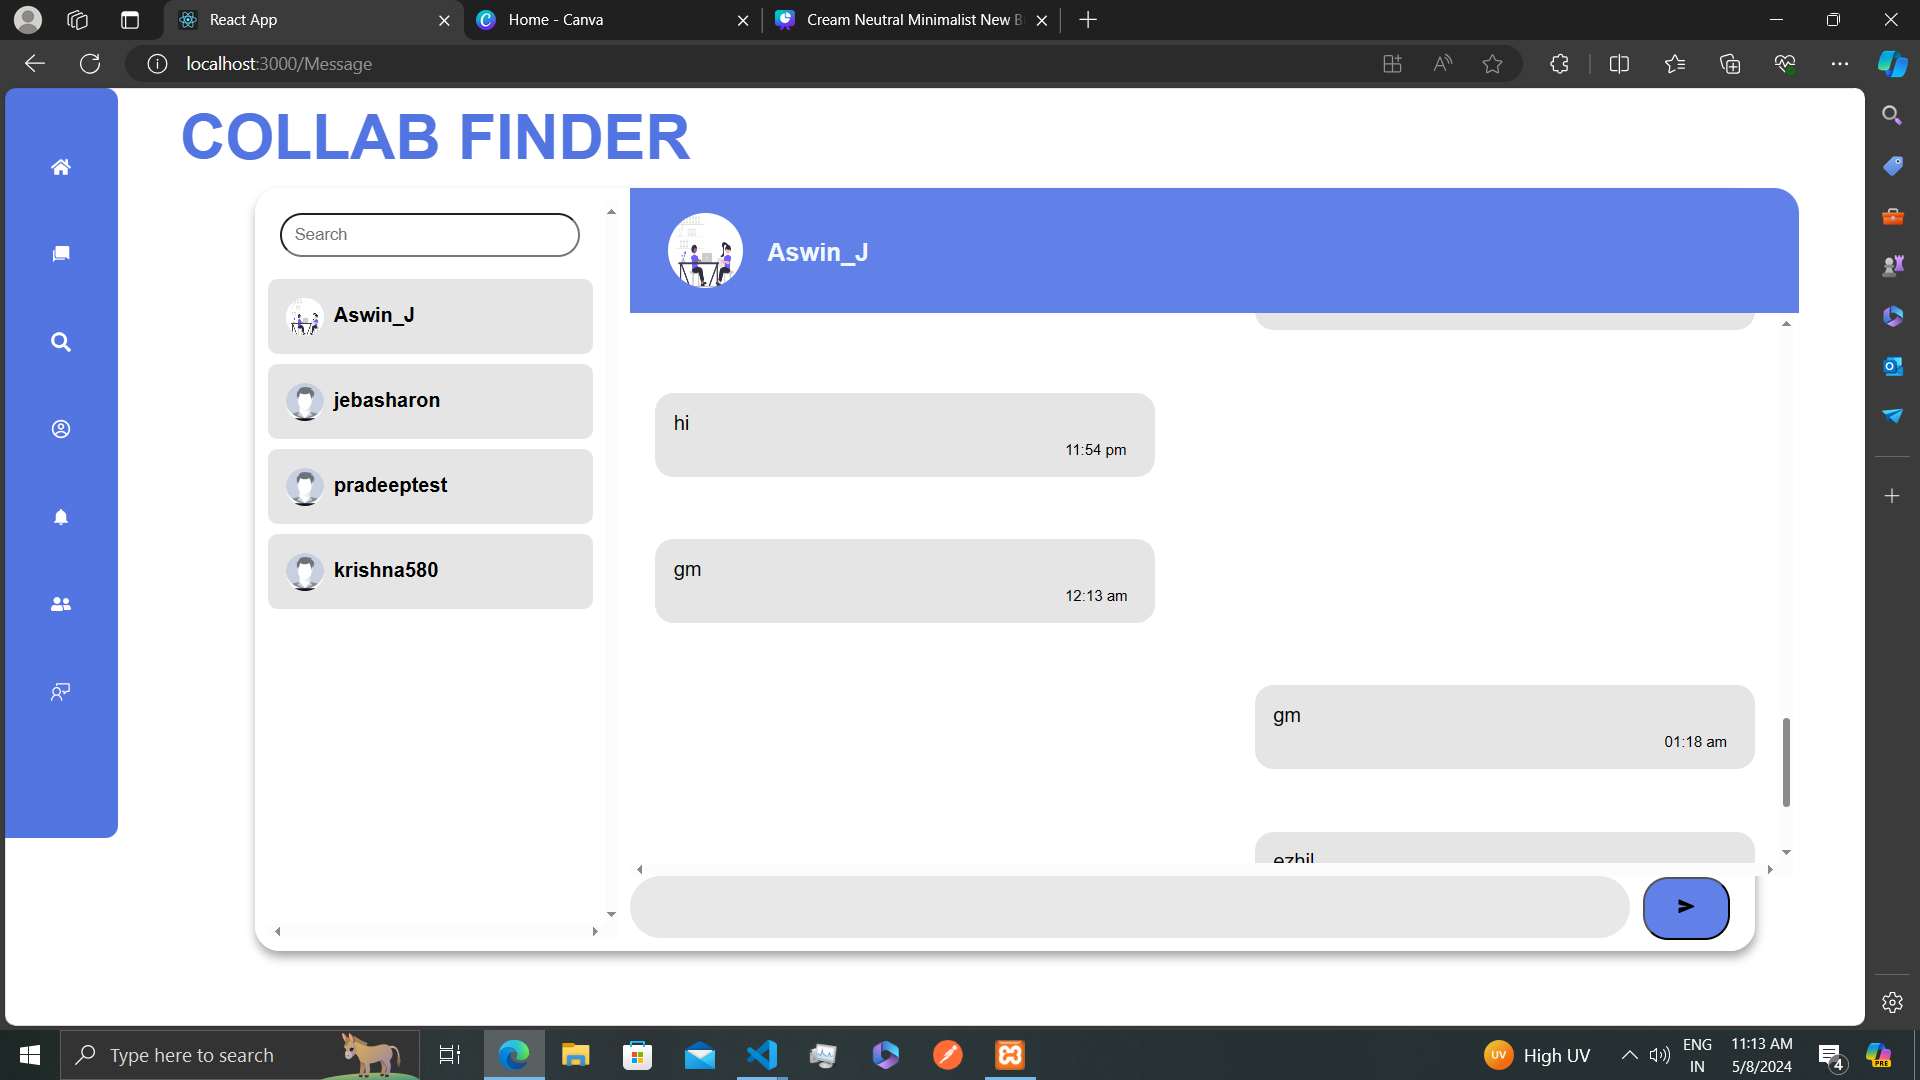 React App
Home - Canva
Cream Neutral Minimalist New B
localhost:3000/Message
COLLAB FINDER
Search
Aswin_J
jebasharon
pradeeptest
krishna580
Aswin_J
hi
11:54 pm
gm
12:13 am
gm
01:18 am
ezhil
Type here to search
UV
High UV
ENG
IN
11:13 AM
5/8/2024
4
PRE